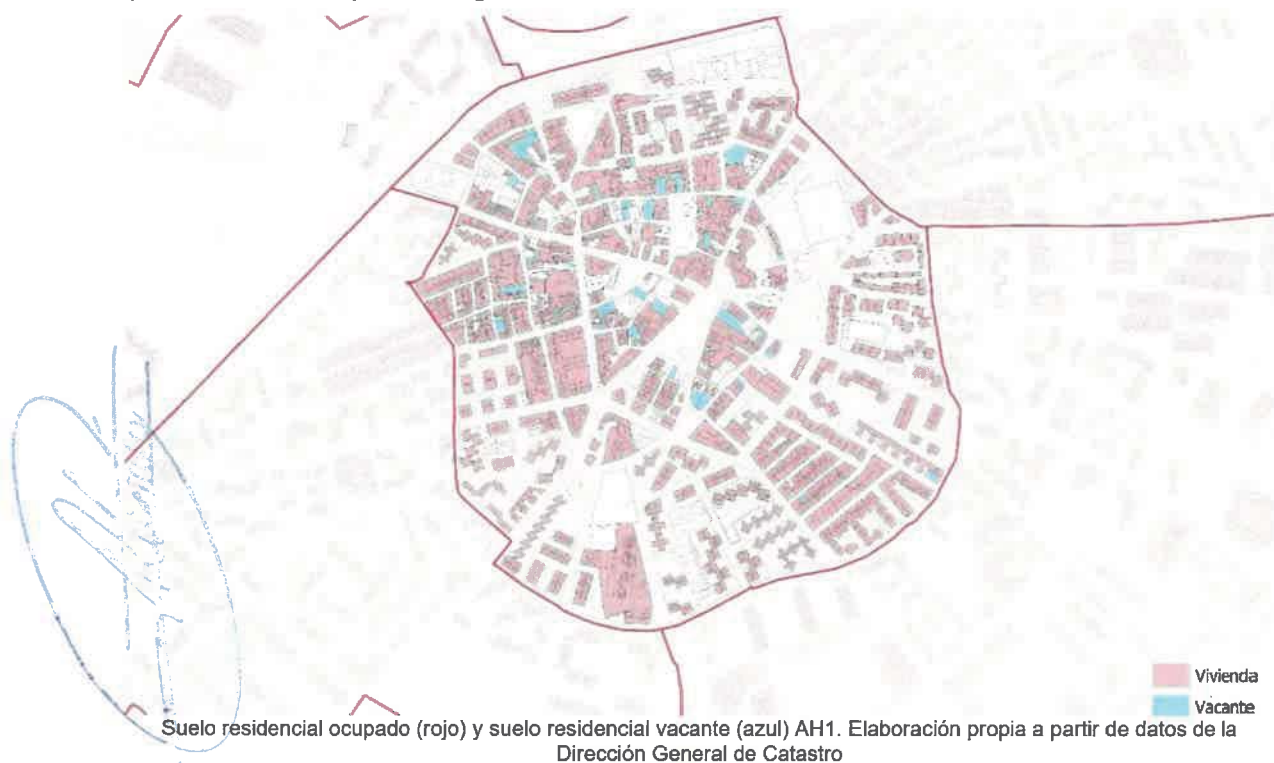 Vivienda
Vacante
Suelo residencial ocupado (rojo) y suelo residencial vacante (azul) AH1. Elaboración propia a partir de datos de la
Dirección General de Catastro